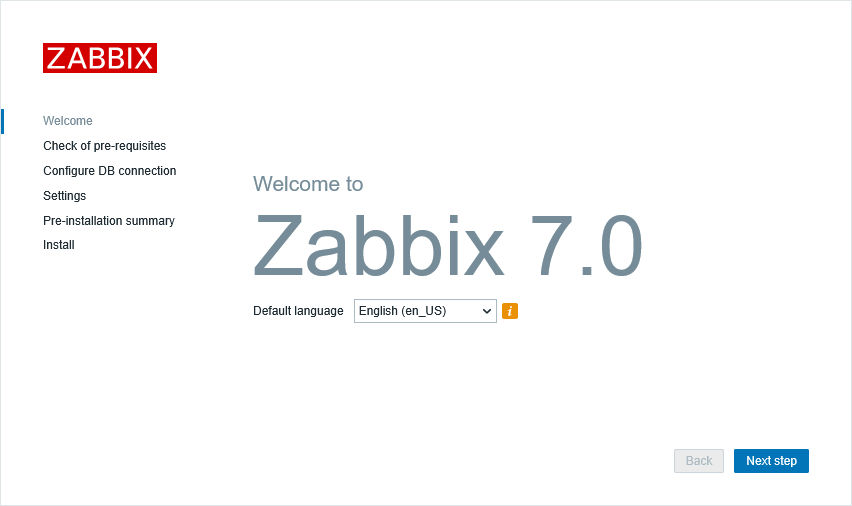 ZABBIX
Welcome
Check of pre-requisites
Configure DB connection
Settings
Pre-installation summary
Install
Welcome to
Zabbix 7.0
Default language English (en_US) i
Back Next step